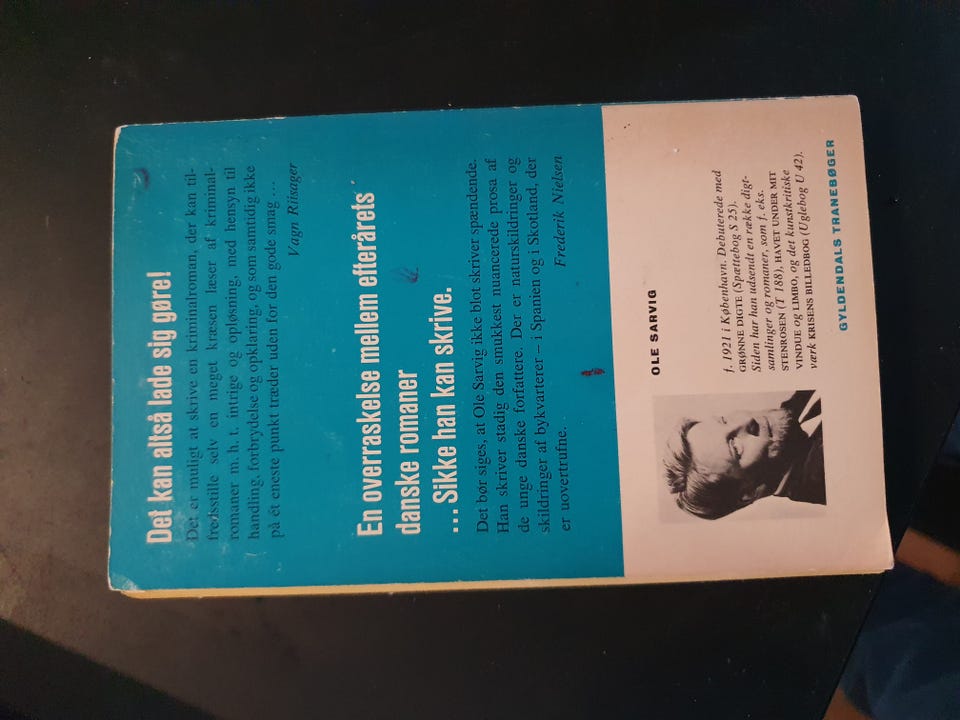 Det kan altså lade sig gøre!
Det er muligt at skrive en kriminalroman, der kan til-
fredsstille selv en meget kræsen læser af kriminal-
romaner m. h. t. intrige og opløsning, med hensyn til
handling, forbrydelse og opklaring, og som samtidig ikke
på ét eneste punkt træder uden for den gode smag ...
Vagn Riisager
En overraskelse mellem efterårets
danske romaner
... Sikke han kan skrive.
Det bør siges, at Ole Sarvig ikke blot skriver spændende.
Han skriver stadig den smukkest nuancerede prosa af
de unge danske forfattere. Der er naturskildringer og
skildringer af bykvarterer – i Spanien og i Skotland, der
er uovertrufne.
Frederik Nielsen
OLE SARVIG
f. 1921 i København. Debuterede med
GRØNNE DIGTE (Spættebog S 25).
Siden har han udsendt en række digt-
samlinger og romaner, som f. eks.
STENROSEN (T 188), HAVET UNDER MIT
VINDUE og LIMBO, og det kunstkritiske
værk KRISENS BILLEDBOG (Uglebog U 42).
GYLDENDALS TRANEBØGER